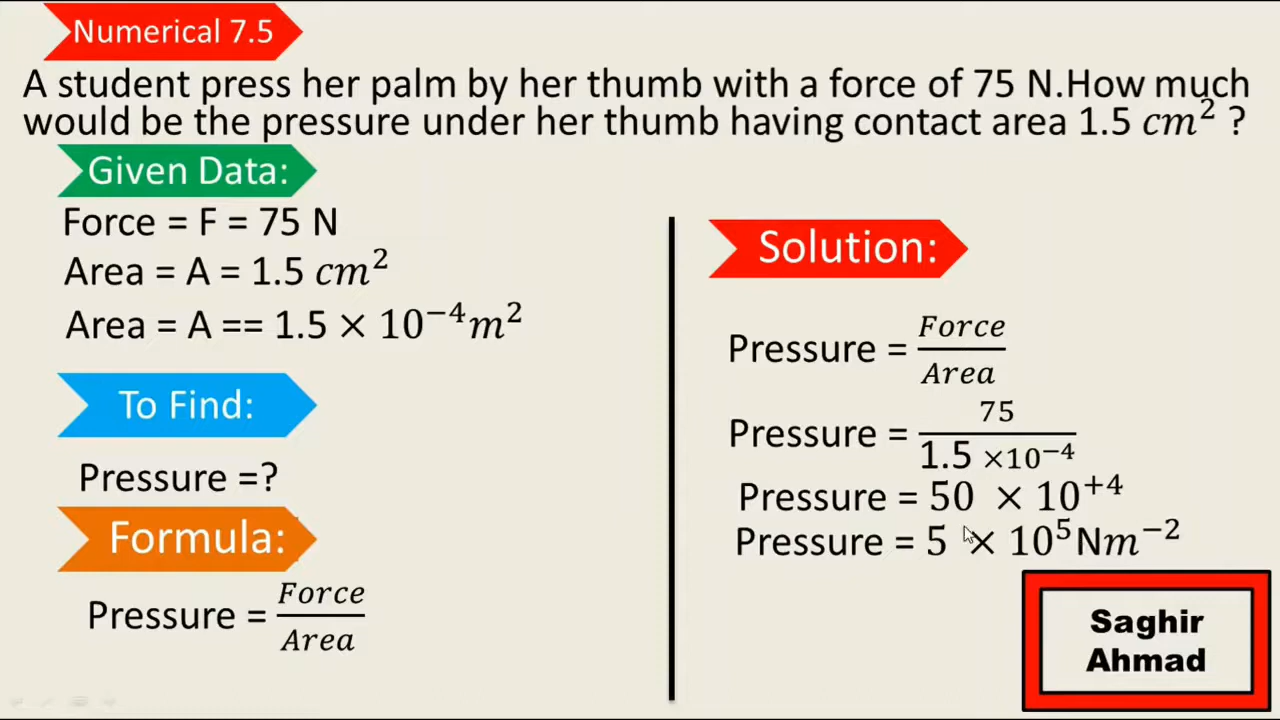 Numerical 7.5
A student press her palm by her thumb with a force of 75 N.How much
would be the pressure under her thumb having contact area 1.5 cm² ?
Given Data:
Force = F = 75 N
Area = A = 1.5 cm²
Area = A == 1.5 × 10⁻⁴m²
To Find:
Pressure =?
Formula:
Pressure = Force/Area
Solution:
Pressure = Force/Area
Pressure = 75/1.5 ×10⁻⁴
Pressure = 50 × 10⁺⁴
Pressure = 5 × 10⁵Nm⁻²
Saghir
Ahmad